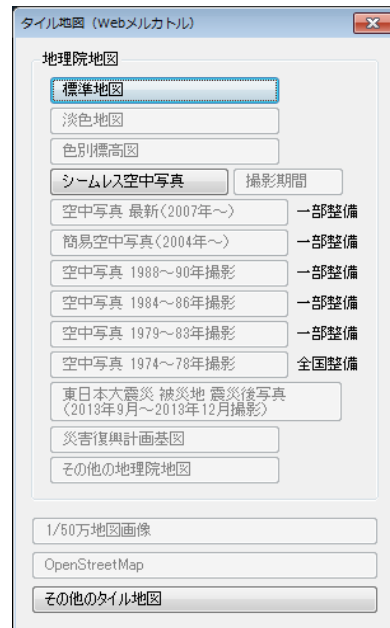 タイル地図（Webメルカトル）
地理院地図
標準地図
淡色地図
色別標高図
シームレス空中写真 撮影期間
空中写真 最新(2007年～) 一部整備
簡易空中写真(2004年～) 一部整備
空中写真 1988～90年撮影 一部整備
空中写真 1984～86年撮影 一部整備
空中写真 1979～83年撮影 一部整備
空中写真 1974～78年撮影 全国整備
東日本大震災 被災地 震災後写真
(2013年9月～2013年12月撮影)
災害復興計画基図
その他の地理院地図
1/50万地図画像
OpenStreetMap
その他のタイル地図